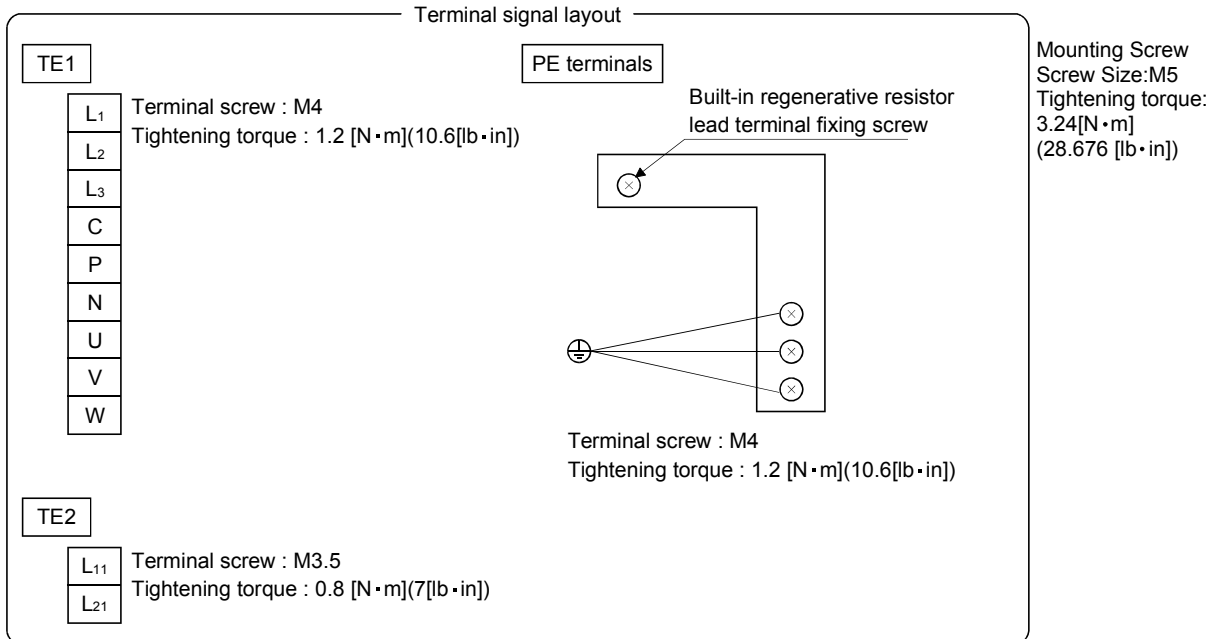 Terminal signal layout
TE1
L1
L2
L3
C
P
N
U
V
W
Terminal screw : M4
Tightening torque : 1.2 [N▪m](10.6[lb▪in])
PE terminals
Built-in regenerative resistor
lead terminal fixing screw
Terminal screw : M4
Tightening torque : 1.2 [N▪m](10.6[lb▪in])
TE2
L11
L21
Terminal screw : M3.5
Tightening torque : 0.8 [N▪m](7[lb▪in])
Mounting Screw
Screw Size:M5
Tightening torque:
3.24[N•m]
(28.676 [lb•in])